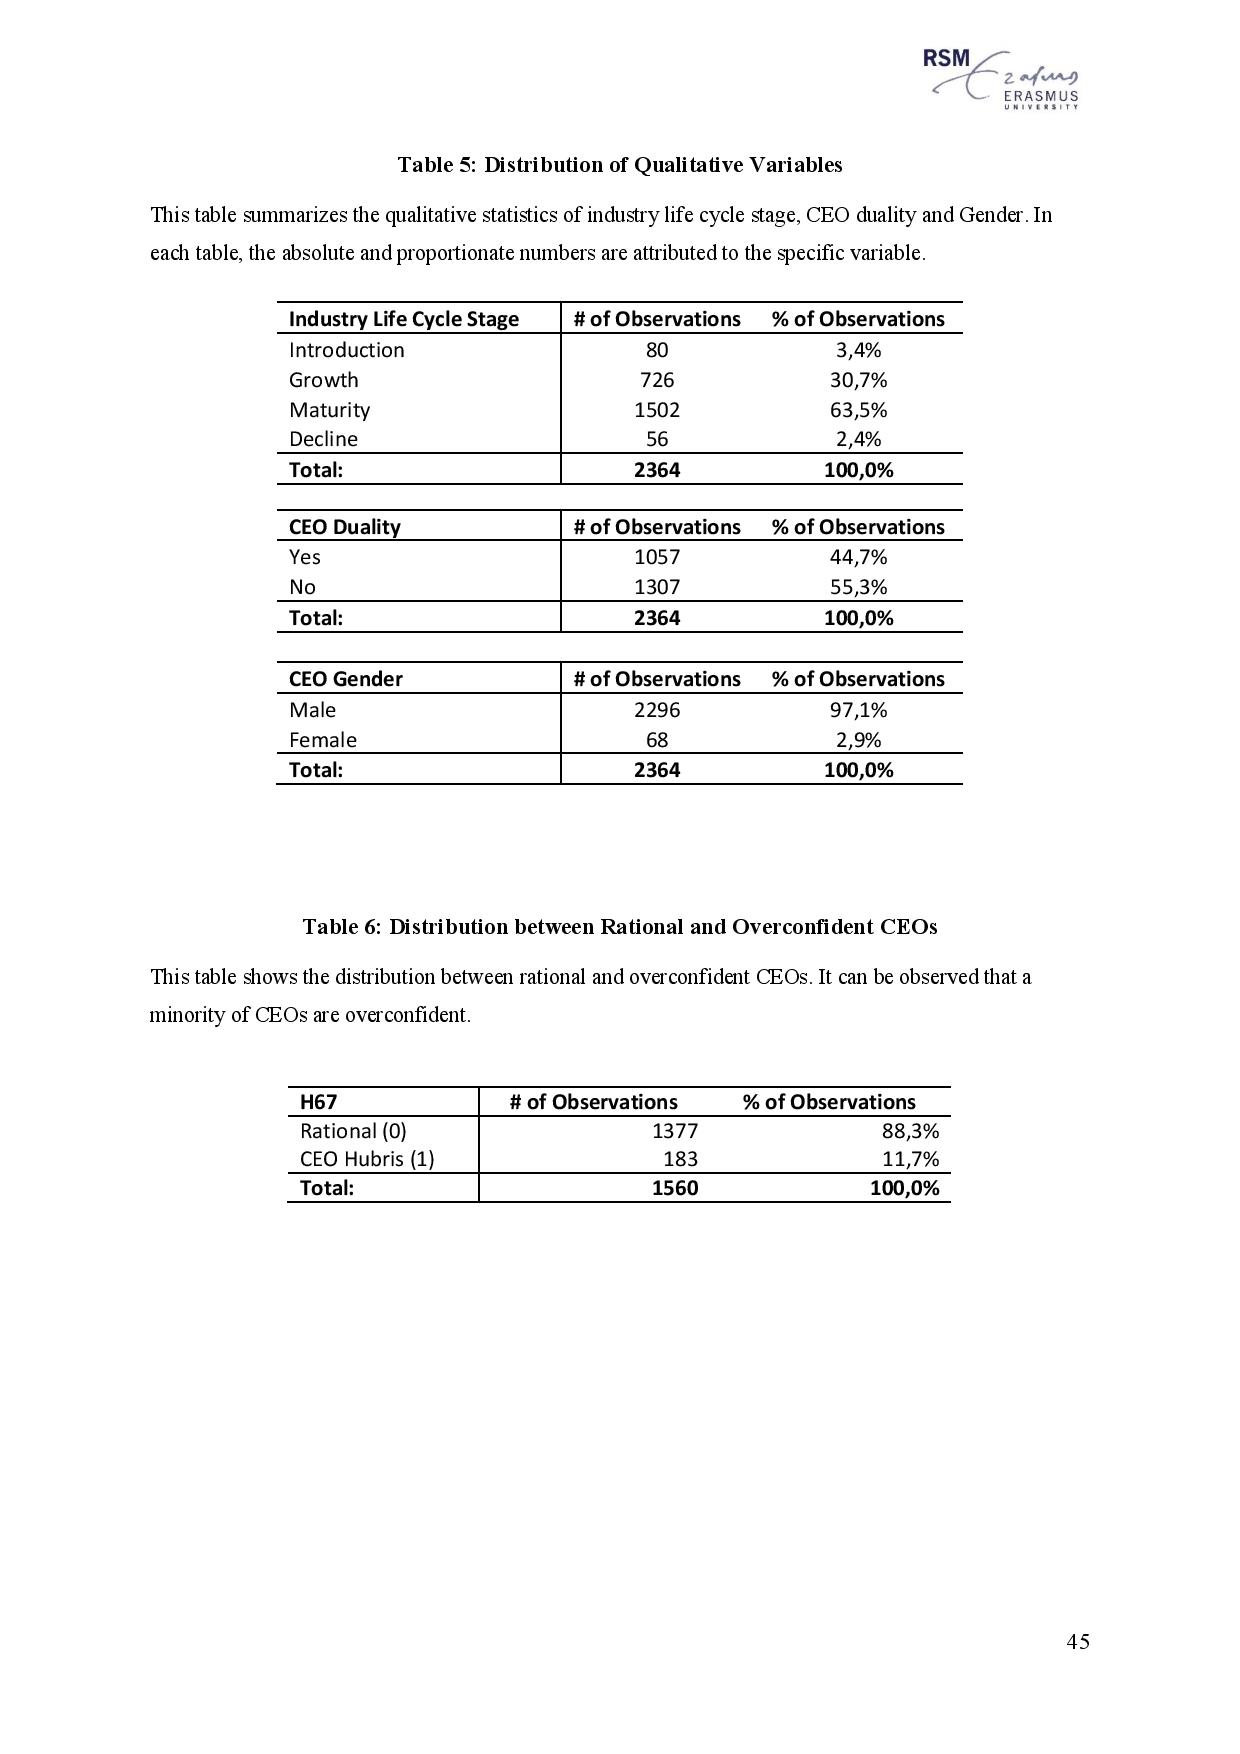 RSM
Erasmus
ERASMUS
UNIVERSITY
Table 5: Distribution of Qualitative Variables
This table summarizes the qualitative statistics of industry life cycle stage, CEO duality and Gender. In
each table, the absolute and proportionate numbers are attributed to the specific variable.
Industry Life Cycle Stage # of Observations % of Observations
Introduction 80 3,4%
Growth 726 30,7%
Maturity 1502 63,5%
Decline 56 2,4%
Total: 2364 100,0%
CEO Duality # of Observations % of Observations
Yes 1057 44,7%
No 1307 55,3%
Total: 2364 100,0%
CEO Gender # of Observations % of Observations
Male 2296 97,1%
Female 68 2,9%
Total: 2364 100,0%
Table 6: Distribution between Rational and Overconfident CEOs
This table shows the distribution between rational and overconfident CEOs. It can be observed that a
minority of CEOs are overconfident.
H67 # of Observations % of Observations
Rational (0) 1377 88,3%
CEO Hubris (1) 183 11,7%
Total: 1560 100,0%
45